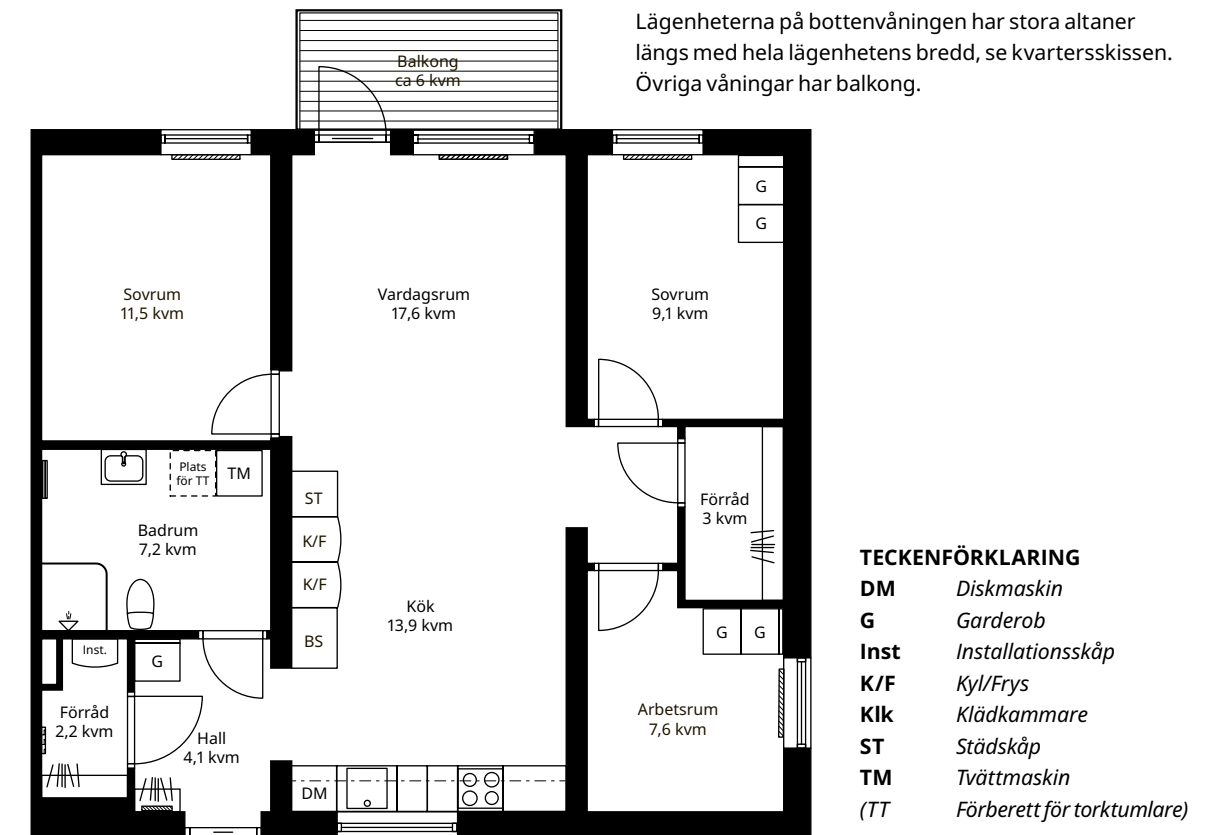 Lägenheterna på bottenvåningen har stora altaner
längs med hela lägenhetens bredd, se kvartersskissen.
Övriga våningar har balkong.
Balkong
ca 6 kvm
G
G
Sovrum
11,5 kvm
Vardagsrum
17,6 kvm
Sovrum
9,1 kvm
Plats
för TT
TM
ST
Förråd
3 kvm
Badrum
7,2 kvm
K/F
K/F
Kök
13,9 kvm
BS
G
G
Inst.
G
Förråd
2,2 kvm
Hall
4,1 kvm
Arbetsrum
7,6 kvm
DM
TECKENFÖRKLARING
DM Diskmaskin
G Garderob
Inst Installationsskåp
K/F Kyl/Frys
Klk Klädkammare
ST Städskåp
TM Tvättmaskin
(TT Förberett för torktumlare)